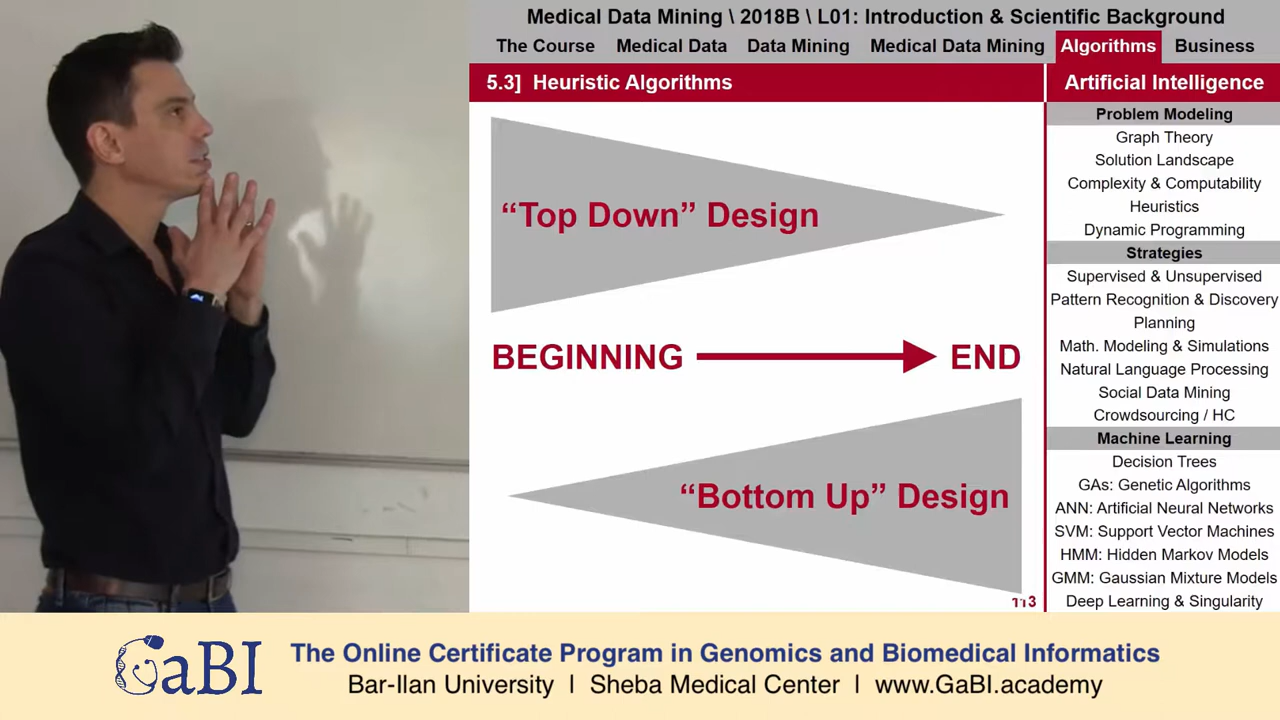 Medical Data Mining \ 2018B \ L01: Introduction & Scientific Background
The Course Medical Data Data Mining Medical Data Mining Algorithms Business
5.3] Heuristic Algorithms
Artificial Intelligence
"Top Down" Design
BEGINNING END
"Bottom Up" Design
113
Problem Modeling
Graph Theory
Solution Landscape
Complexity & Computability
Heuristics
Dynamic Programming
Strategies
Supervised & Unsupervised
Pattern Recognition & Discovery
Planning
Math. Modeling & Simulations
Natural Language Processing
Social Data Mining
Crowdsourcing / HC
Machine Learning
Decision Trees
GAs: Genetic Algorithms
ANN: Artificial Neural Networks
SVM: Support Vector Machines
HMM: Hidden Markov Models
GMM: Gaussian Mixture Models
Deep Learning & Singularity
GaBI
The Online Certificate Program in Genomics and Biomedical Informatics
Bar-Ilan University | Sheba Medical Center | www.GaBI.academy